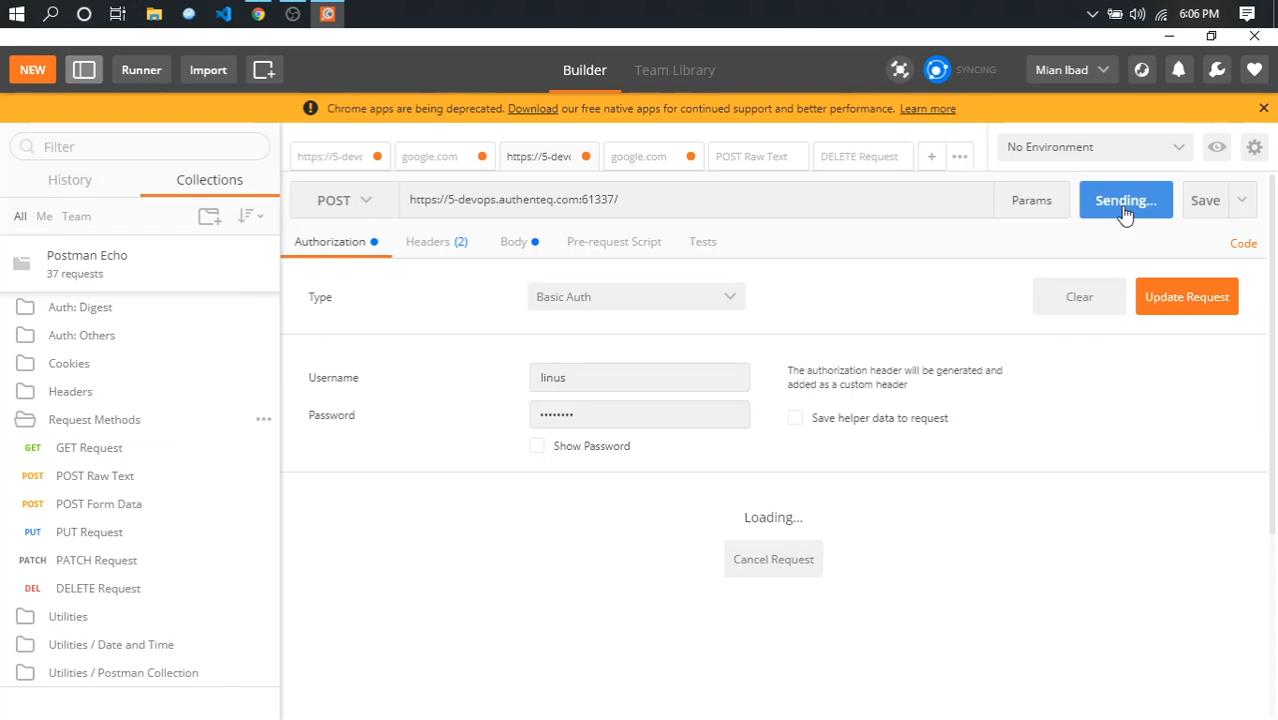 6:06 PM
NEW
Runner
Import
Builder
Team Library
SYNCING
Mian Ibad
Chrome apps are being deprecated. Download our free native apps for continued support and better performance. Learn more
Filter
History
Collections
All Me Team
Postman Echo
37 requests
Auth: Digest
Auth: Others
Cookies
Headers
Request Methods
GET GET Request
POST POST Raw Text
POST POST Form Data
PUT PUT Request
PATCH PATCH Request
DEL DELETE Request
Utilities
Utilities / Date and Time
Utilities / Postman Collection
https://5-devc
google.com
https://5-devc
google.com
POST Raw Text
DELETE Request
No Environment
POST
https://5-devops.authenteq.com:61337/
Params
Sending...
Save
Authorization
Headers (2)
Body
Pre-request Script
Tests
Code
Type
Basic Auth
Clear
Update Request
Username
linus
The authorization header will be generated and
added as a custom header
Password
••••••••
Save helper data to request
Show Password
Loading...
Cancel Request